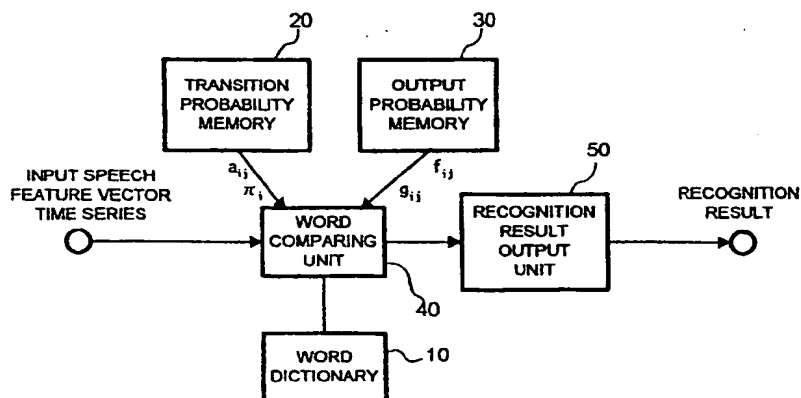 20
30
TRANSITION
PROBABILITY
MEMORY
OUTPUT
PROBABILITY
MEMORY
a_ij
π_i
f_ij
g_ij
50
INPUT SPEECH
FEATURE VECTOR
TIME SERIES
WORD
COMPARING
UNIT
RECOGNITION
RESULT
OUTPUT
UNIT
RECOGNITION
RESULT
40
WORD
DICTIONARY
10